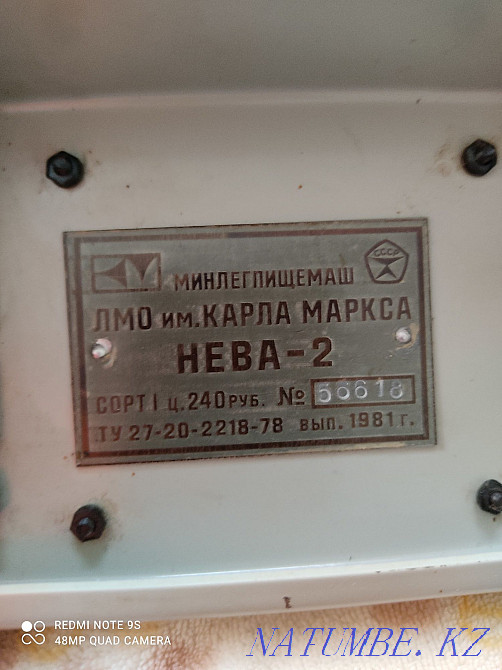 СССР
МИНЛЕГПИЩЕМАШ
ЛМО им. КАРЛА МАРКСА
НЕВА-2
СОРТ I ц. 240 РУБ. № 56618
ТУ 27-20-2218-78 вып. 1981 г.
REDMI NOTE 9S
48MP QUAD CAMERA
NATUMBE.KZ